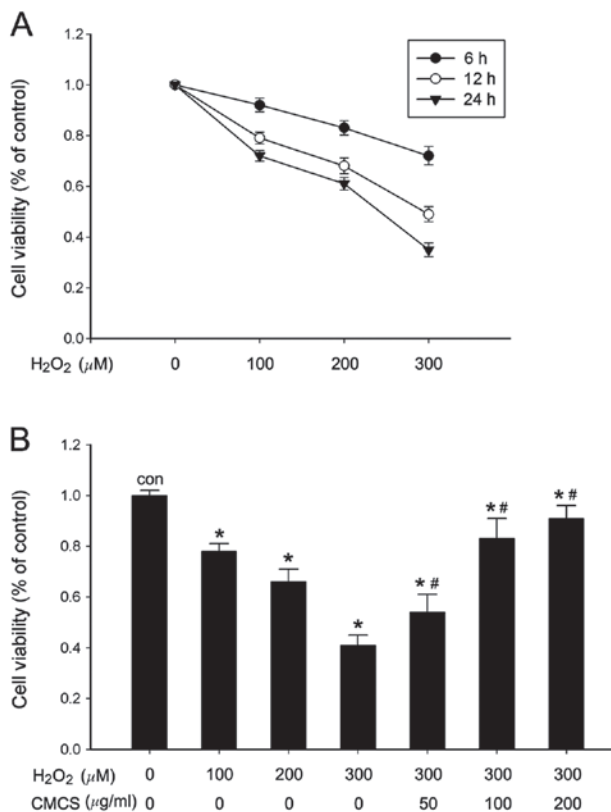 A
1.2
1.0
0.8
0.6
0.4
0.2
0.0
Cell viability (% of control)
6 h
12 h
24 h
H₂O₂ (μM) 0 100 200 300
B
1.2
1.0
0.8
0.6
0.4
0.2
0.0
Cell viability (% of control)
con
*
*
*
* #
* #
* #
H₂O₂ (μM) 0 100 200 300 300 300 300
CMCS (μg/ml) 0 0 0 0 50 100 200